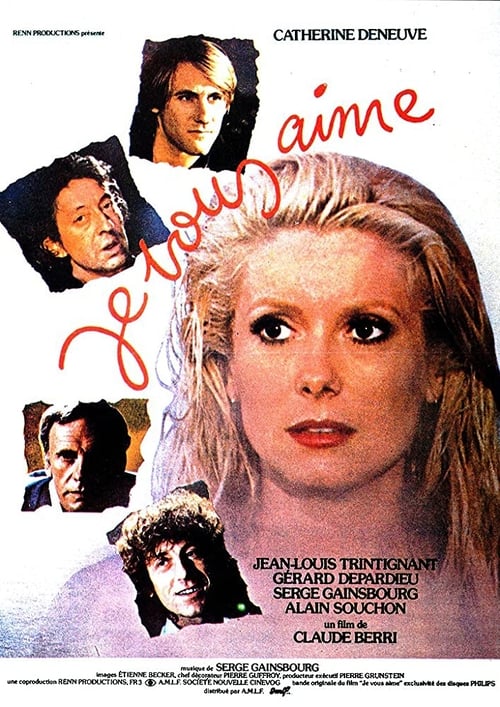 RENN PRODUCTIONS présente
CATHERINE DENEUVE
Je vous aime
JEAN-LOUIS TRINTIGNANT
GÉRARD DEPARDIEU
SERGE GAINSBOURG
ALAIN SOUCHON
un film de
CLAUDE BERRI
musique de SERGE GAINSBOURG
images ÉTIENNE BECKER, chef décorateur PIERRE GUFFROY, producteur exécutif PIERRE GRUNSTEIN
une coproduction RENN PRODUCTIONS, FR3 A.M.L.F. SOCIÉTÉ NOUVELLE CINEVOG bande originale du film "Je vous aime" exclusivité des disques PHILIPS
distribué par A.M.L.F.